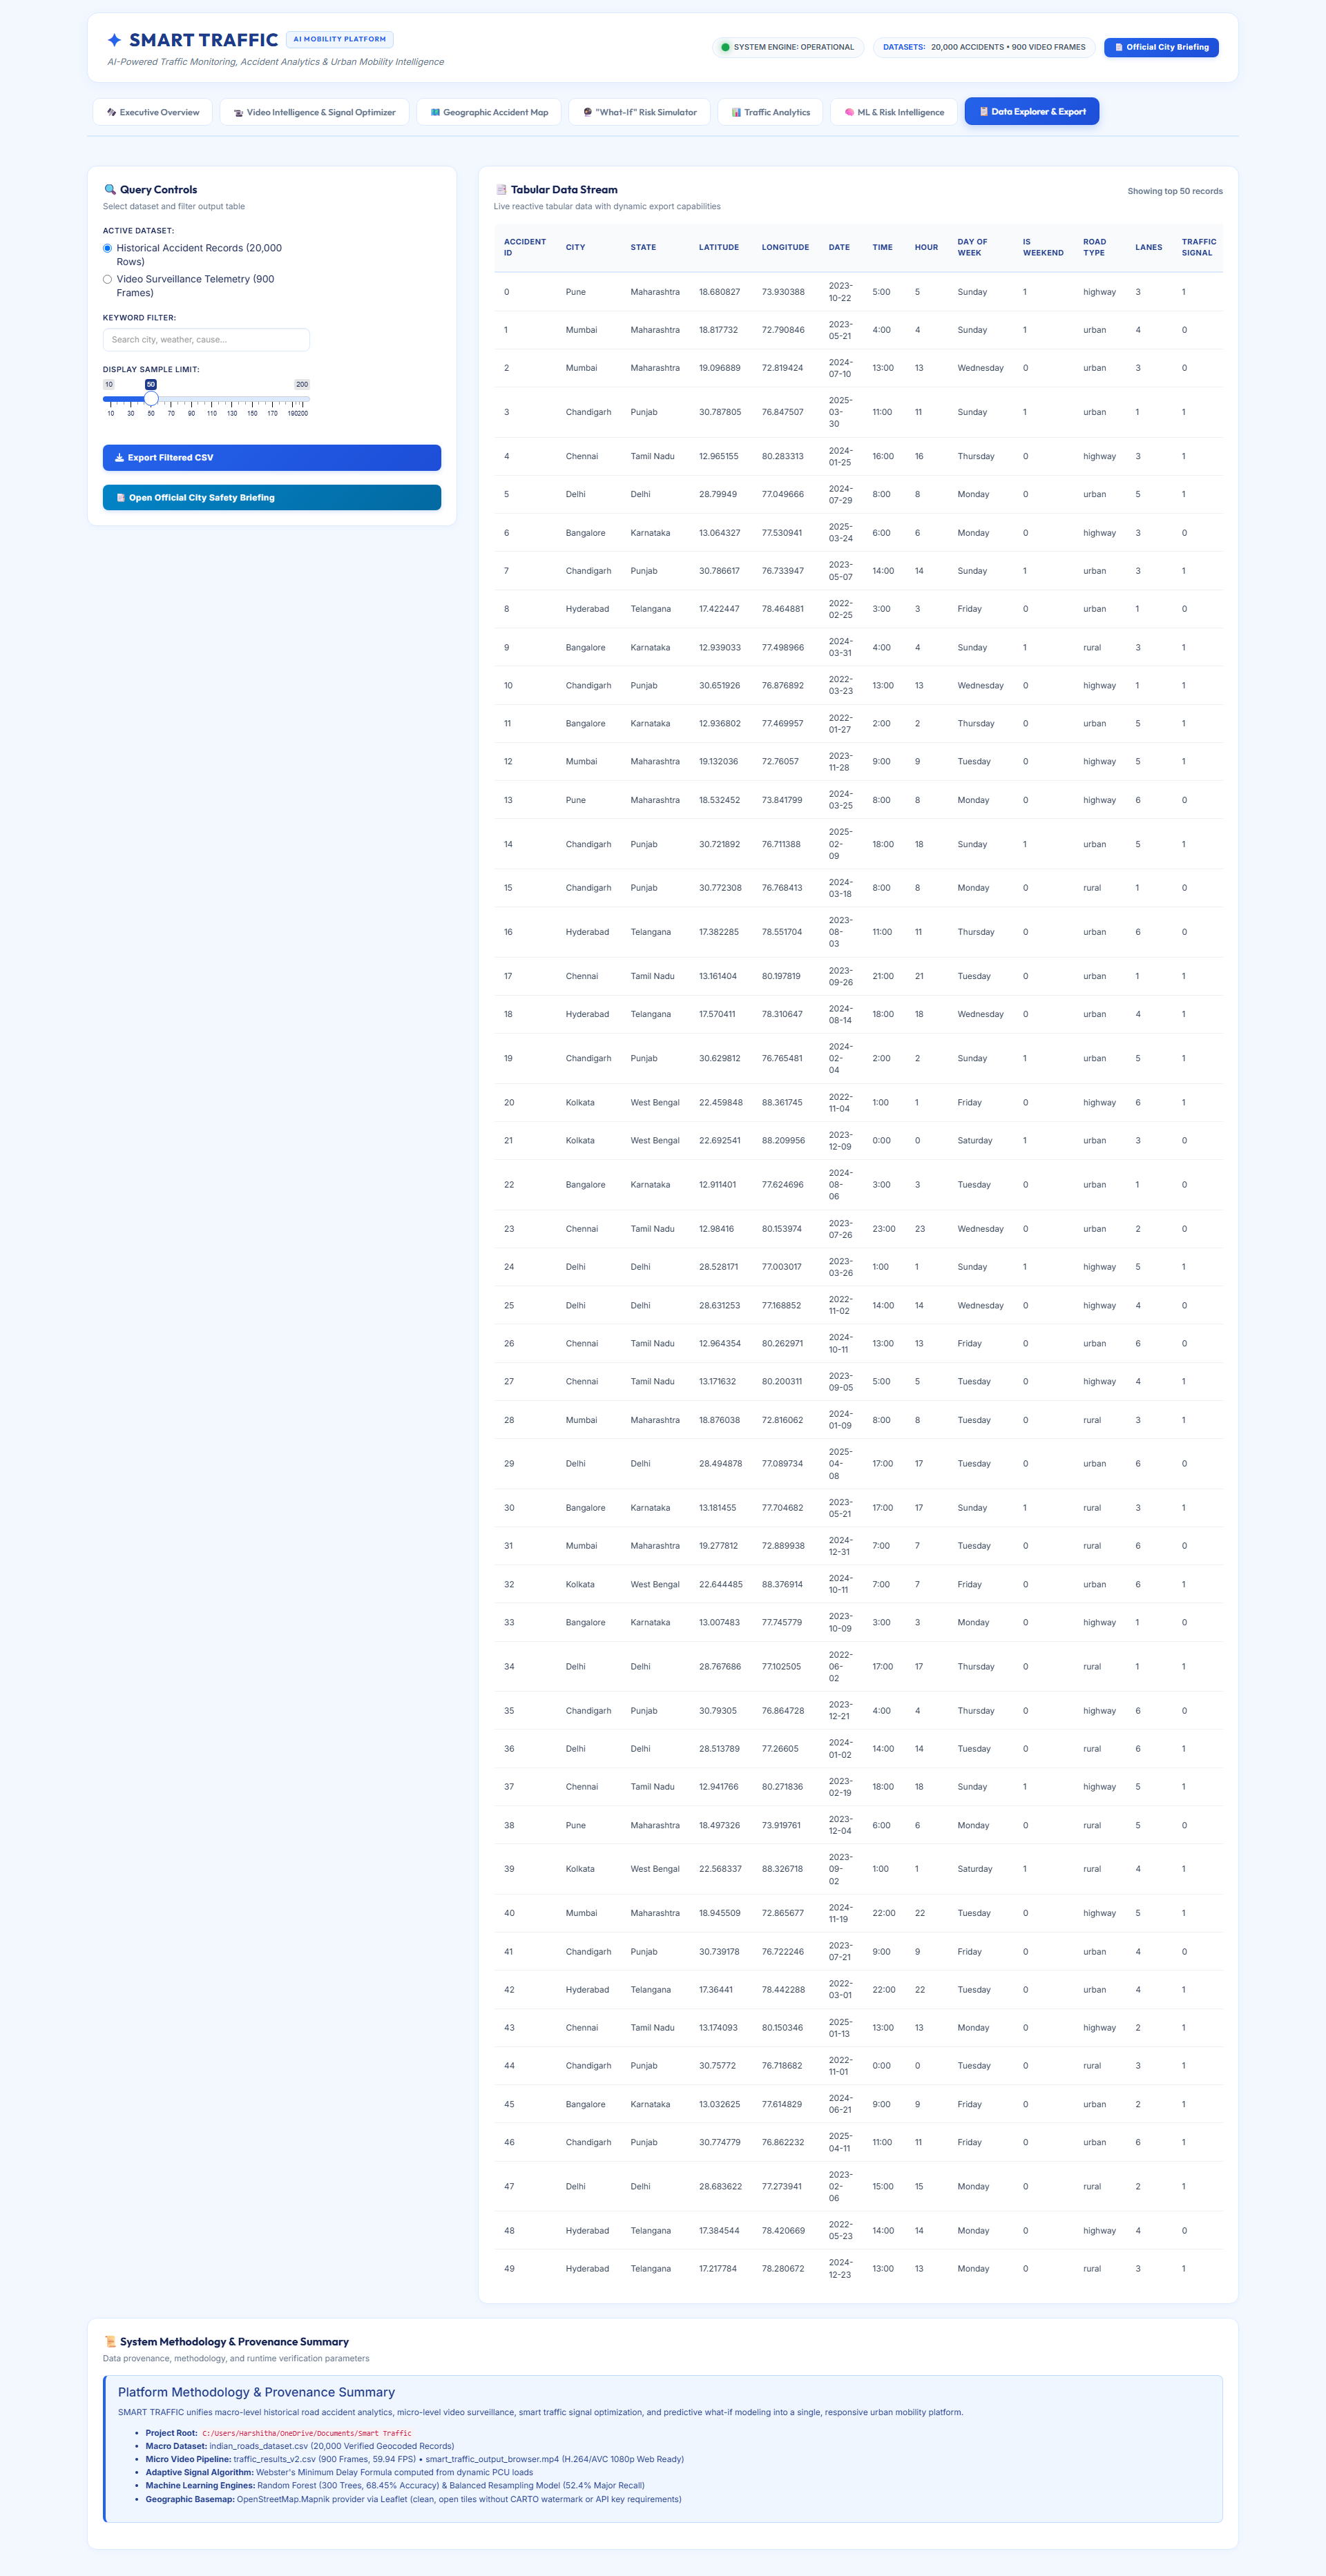 SMART TRAFFIC AI MOBILITY PLATFORM
AI-Powered Traffic Monitoring, Accident Analytics & Urban Mobility Intelligence
SYSTEM ENGINE: OPERATIONAL
DATASETS: 20,000 ACCIDENTS • 900 VIDEO FRAMES
Official City Briefing
Executive Overview
Video Intelligence & Signal Optimizer
Geographic Accident Map
"What-If" Risk Simulator
Traffic Analytics
ML & Risk Intelligence
Data Explorer & Export
Query Controls
Select dataset and filter output table
ACTIVE DATASET:
Historical Accident Records (20,000
Rows)
Video Surveillance Telemetry (900
Frames)
KEYWORD FILTER:
Search city, weather, cause...
DISPLAY SAMPLE LIMIT:
10 50 200
10 30 50 70 90 110 130 150 170 190200
Export Filtered CSV
Open Official City Safety Briefing
Tabular Data Stream
Showing top 50 records
Live reactive tabular data with dynamic export capabilities
ACCIDENT ID CITY STATE LATITUDE LONGITUDE DATE TIME HOUR DAY OF WEEK IS WEEKEND ROAD TYPE LANES TRAFFIC SIGNAL
0 Pune Maharashtra 18.680827 73.930388 2023-10-22 5:00 5 Sunday 1 highway 3 1
1 Mumbai Maharashtra 18.817732 72.790846 2023-05-21 4:00 4 Sunday 1 urban 4 0
2 Mumbai Maharashtra 19.096889 72.819424 2024-07-10 13:00 13 Wednesday 0 urban 3 0
3 Chandigarh Punjab 30.787805 76.847507 2025-03-30 11:00 11 Sunday 1 urban 1 1
4 Chennai Tamil Nadu 12.965155 80.283313 2024-01-25 16:00 16 Thursday 0 highway 3 1
5 Delhi Delhi 28.79949 77.049666 2024-07-29 8:00 8 Monday 0 urban 5 1
6 Bangalore Karnataka 13.064327 77.530941 2025-03-24 6:00 6 Monday 0 highway 3 0
7 Chandigarh Punjab 30.786617 76.733947 2023-05-07 14:00 14 Sunday 1 urban 3 1
8 Hyderabad Telangana 17.422447 78.464881 2022-02-25 3:00 3 Friday 0 urban 1 0
9 Bangalore Karnataka 12.939033 77.498966 2024-03-31 4:00 4 Sunday 1 rural 3 1
10 Chandigarh Punjab 30.651926 76.876892 2022-03-23 13:00 13 Wednesday 0 highway 1 1
11 Bangalore Karnataka 12.936802 77.469957 2022-01-27 2:00 2 Thursday 0 urban 5 1
12 Mumbai Maharashtra 19.132036 72.76057 2023-11-28 9:00 9 Tuesday 0 highway 5 1
13 Pune Maharashtra 18.532452 73.841799 2024-03-25 8:00 8 Monday 0 highway 6 0
14 Chandigarh Punjab 30.721892 76.711388 2025-02-09 18:00 18 Sunday 1 urban 5 1
15 Chandigarh Punjab 30.772308 76.768413 2024-03-18 8:00 8 Monday 0 rural 1 0
16 Hyderabad Telangana 17.382285 78.551704 2023-08-03 11:00 11 Thursday 0 urban 6 0
17 Chennai Tamil Nadu 13.161404 80.197819 2023-09-26 21:00 21 Tuesday 0 urban 1 1
18 Hyderabad Telangana 17.570411 78.310647 2024-08-14 18:00 18 Wednesday 0 urban 4 1
19 Chandigarh Punjab 30.629812 76.765481 2024-02-04 2:00 2 Sunday 1 urban 5 1
20 Kolkata West Bengal 22.459848 88.361745 2022-11-04 1:00 1 Friday 0 highway 6 1
21 Kolkata West Bengal 22.692541 88.209956 2023-12-09 0:00 0 Saturday 1 urban 3 0
22 Bangalore Karnataka 12.911401 77.624696 2024-08-06 3:00 3 Tuesday 0 urban 1 0
23 Chennai Tamil Nadu 12.98416 80.153974 2023-07-26 23:00 23 Wednesday 0 urban 2 0
24 Delhi Delhi 28.528171 77.003017 2023-03-26 1:00 1 Sunday 1 highway 5 1
25 Delhi Delhi 28.631253 77.168852 2022-11-02 14:00 14 Wednesday 0 highway 4 0
26 Chennai Tamil Nadu 12.964354 80.262971 2024-10-11 13:00 13 Friday 0 urban 6 0
27 Chennai Tamil Nadu 13.171632 80.200311 2023-09-05 5:00 5 Tuesday 0 highway 4 1
28 Mumbai Maharashtra 18.876038 72.816062 2024-01-09 8:00 8 Tuesday 0 rural 3 1
29 Delhi Delhi 28.494878 77.089734 2025-04-08 17:00 17 Tuesday 0 urban 6 0
30 Bangalore Karnataka 13.181455 77.704682 2023-05-21 17:00 17 Sunday 1 rural 3 1
31 Mumbai Maharashtra 19.277812 72.889938 2024-12-31 7:00 7 Tuesday 0 rural 6 0
32 Kolkata West Bengal 22.644485 88.376914 2024-10-11 7:00 7 Friday 0 urban 6 1
33 Bangalore Karnataka 13.007483 77.745779 2023-10-09 3:00 3 Monday 0 highway 1 0
34 Delhi Delhi 28.767686 77.102505 2022-06-02 17:00 17 Thursday 0 rural 1 1
35 Chandigarh Punjab 30.79305 76.864728 2023-12-21 4:00 4 Thursday 0 highway 6 0
36 Delhi Delhi 28.513789 77.26605 2024-01-02 14:00 14 Tuesday 0 rural 6 1
37 Chennai Tamil Nadu 12.941766 80.271836 2023-02-19 18:00 18 Sunday 1 highway 5 1
38 Pune Maharashtra 18.497326 73.919761 2023-12-04 6:00 6 Monday 0 rural 5 0
39 Kolkata West Bengal 22.568337 88.326718 2023-09-02 1:00 1 Saturday 1 rural 4 1
40 Mumbai Maharashtra 18.945509 72.865677 2024-11-19 22:00 22 Tuesday 0 highway 5 1
41 Chandigarh Punjab 30.739178 76.722246 2023-07-21 9:00 9 Friday 0 urban 4 0
42 Hyderabad Telangana 17.36441 78.442288 2022-03-01 22:00 22 Tuesday 0 urban 4 1
43 Chennai Tamil Nadu 13.174093 80.150346 2025-01-13 13:00 13 Monday 0 highway 2 1
44 Chandigarh Punjab 30.75772 76.718682 2022-11-01 0:00 0 Tuesday 0 rural 3 1
45 Bangalore Karnataka 13.032625 77.614829 2024-06-21 9:00 9 Friday 0 urban 2 1
46 Chandigarh Punjab 30.774779 76.862232 2025-04-11 11:00 11 Friday 0 urban 6 1
47 Delhi Delhi 28.683622 77.273941 2023-02-06 15:00 15 Monday 0 rural 2 1
48 Hyderabad Telangana 17.384544 78.420669 2022-05-23 14:00 14 Monday 0 highway 4 0
49 Hyderabad Telangana 17.217784 78.280672 2024-12-23 13:00 13 Monday 0 rural 3 1
System Methodology & Provenance Summary
Data provenance, methodology, and runtime verification parameters
Platform Methodology & Provenance Summary
SMART TRAFFIC unifies macro-level historical road accident analytics, micro-level video surveillance, smart traffic signal optimization, and predictive what-if modeling into a single, responsive urban mobility platform.
• Project Root: C:/Users/Harshitha/OneDrive/Documents/Smart Traffic
• Macro Dataset: indian_roads_dataset.csv (20,000 Verified Geocoded Records)
• Micro Video Pipeline: traffic_results_v2.csv (900 Frames, 59.94 FPS) • smart_traffic_output_browser.mp4 (H.264/AVC 1080p Web Ready)
• Adaptive Signal Algorithm: Webster's Minimum Delay Formula computed from dynamic PCU loads
• Machine Learning Engines: Random Forest (300 Trees, 68.45% Accuracy) & Balanced Resampling Model (52.4% Major Recall)
• Geographic Basemap: OpenStreetMap.Mapnik provider via Leaflet (clean, open tiles without CARTO watermark or API key requirements)